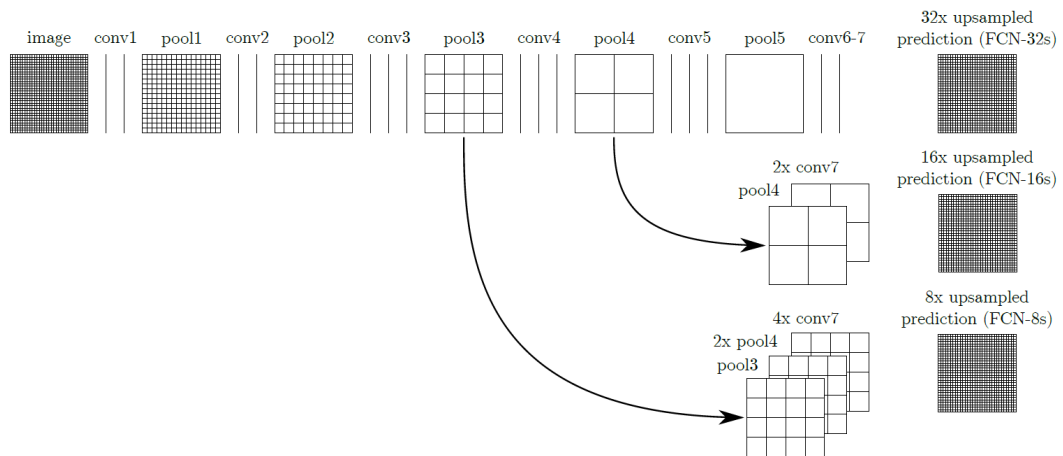 image conv1 pool1 conv2 pool2 conv3 pool3 conv4 pool4 conv5 pool5 conv6-7
32x upsampled
prediction (FCN-32s)
2x conv7
pool4
16x upsampled
prediction (FCN-16s)
4x conv7
2x pool4
pool3
8x upsampled
prediction (FCN-8s)